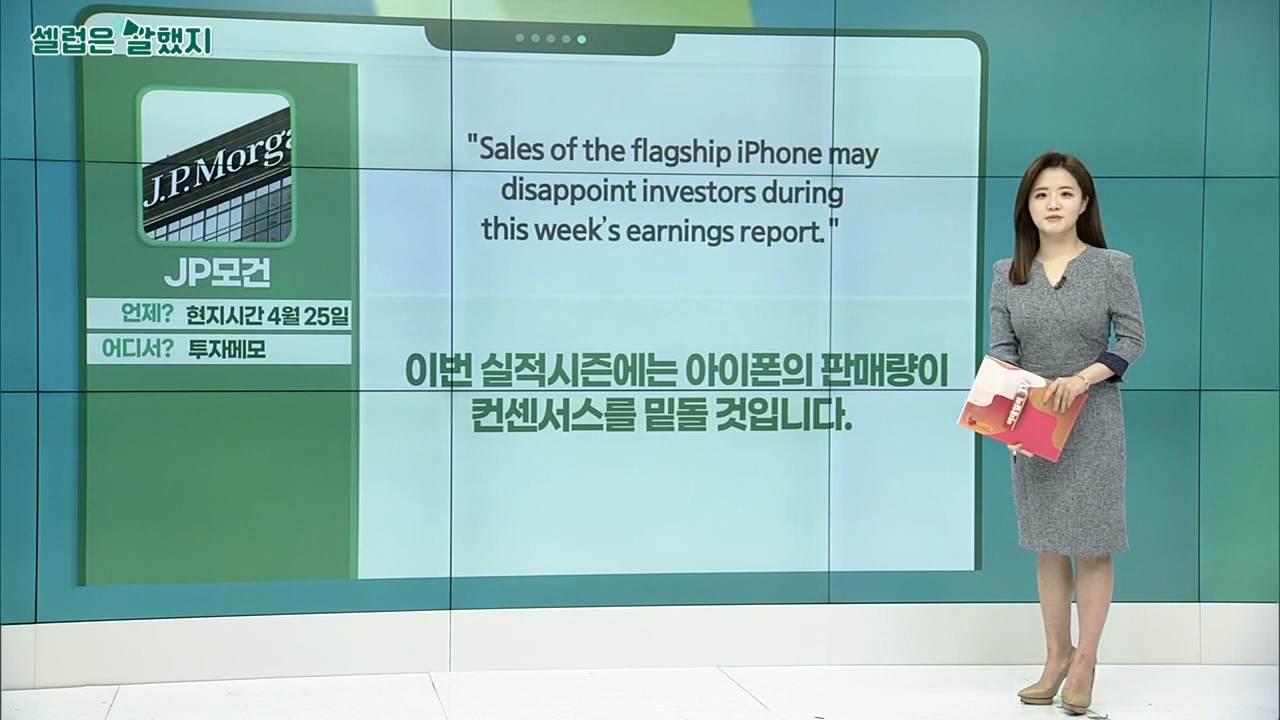 셀럽은 말했지
J.P.Morga
JP모건
언제? 현지시간 4월 25일
어디서? 투자메모
"Sales of the flagship iPhone may
disappoint investors during
this week’s earnings report."
이번 실적시즌에는 아이폰의 판매량이
컨센서스를 밑돌 것입니다.